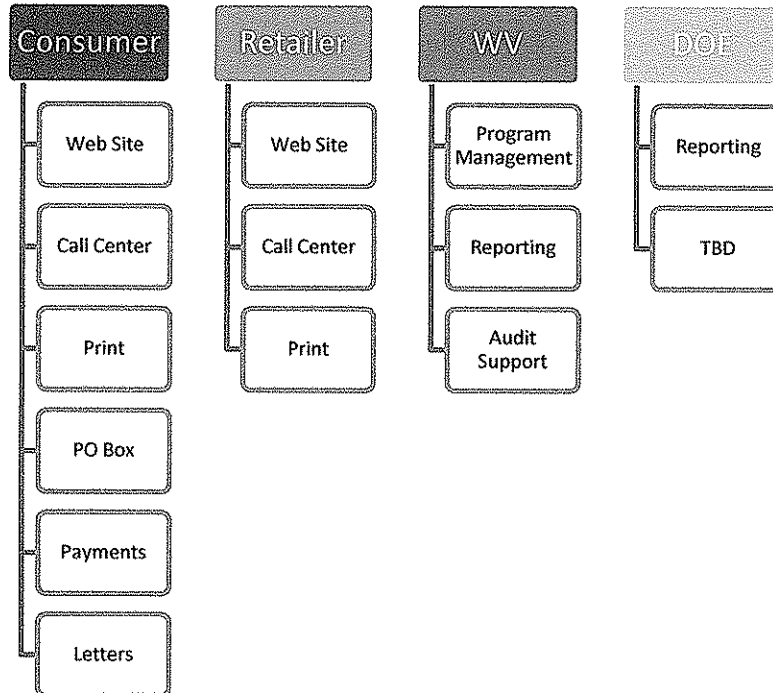 Consumer
Web Site
Call Center
Print
PO Box
Payments
Letters
Retailer
Web Site
Call Center
Print
WV
Program
Management
Reporting
Audit
Support
DOE
Reporting
TBD